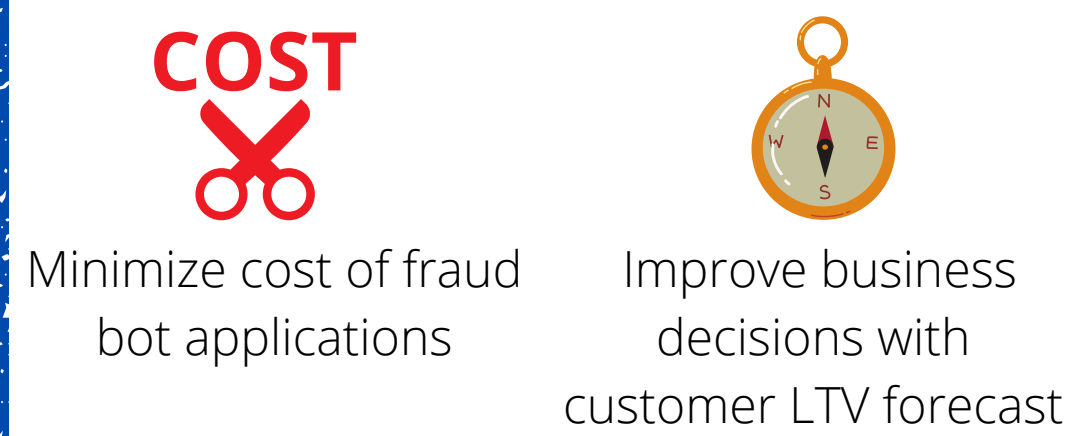 COST
Minimize cost of fraud
bot applications
N
W
E
S
Improve business
decisions with
customer LTV forecast